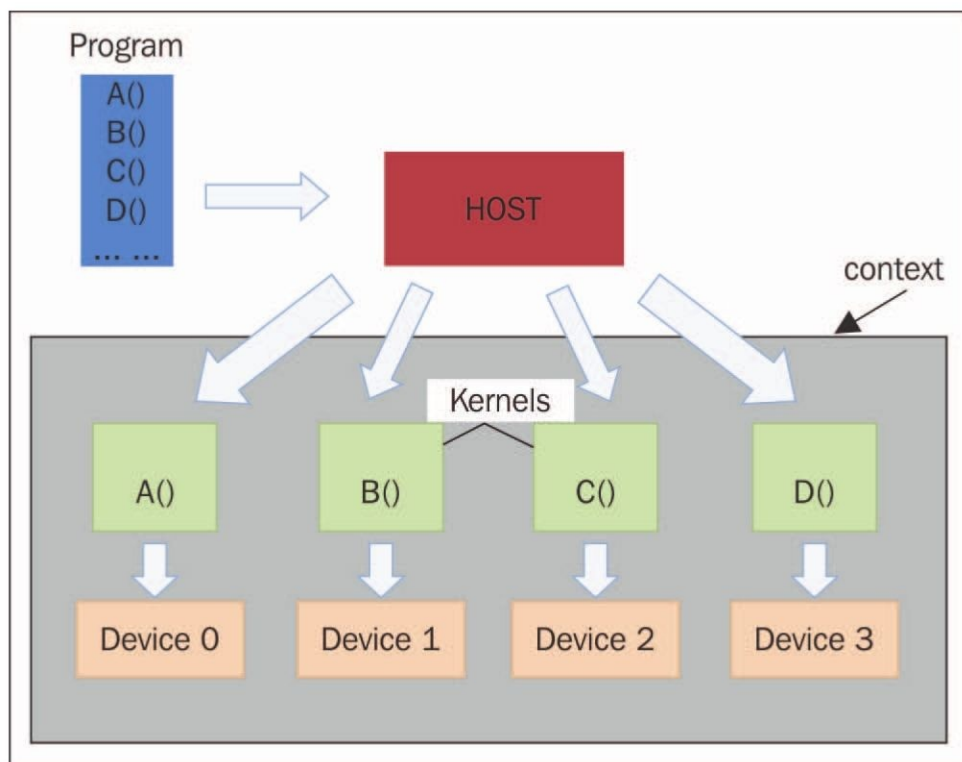 Program
A()
B()
C()
D()
... ...
HOST
context
Kernels
A()
B()
C()
D()
Device 0
Device 1
Device 2
Device 3